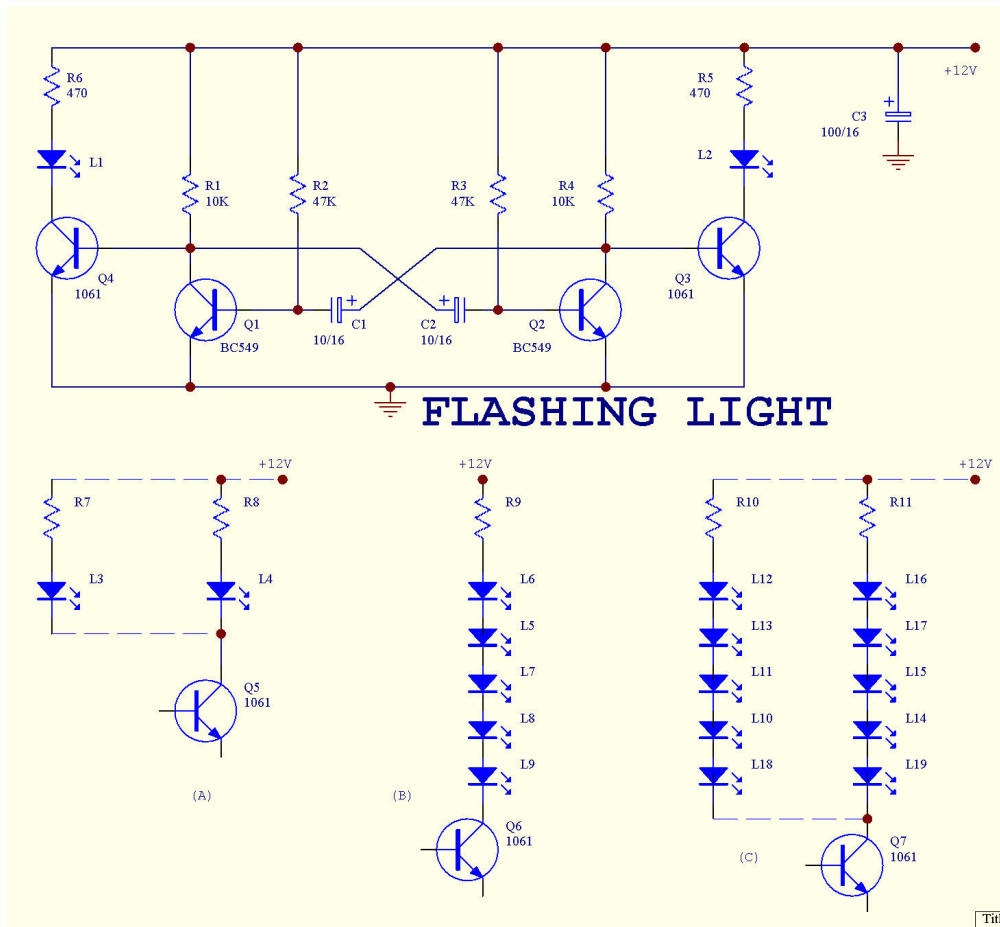 +12V
R6
470
R5
470
C3
100/16
+
L1
L2
R1
10K
R2
47K
R3
47K
R4
10K
Q4
1061
Q3
1061
Q1
BC549
+
C1
10/16
+
C2
10/16
Q2
BC549
FLASHING LIGHT
+12V
R7
R8
L3
L4
Q5
1061
(A)
+12V
R9
L6
L5
L7
L8
L9
Q6
1061
(B)
+12V
R10
R11
L12
L16
L13
L17
L11
L15
L10
L14
L18
L19
Q7
1061
(C)